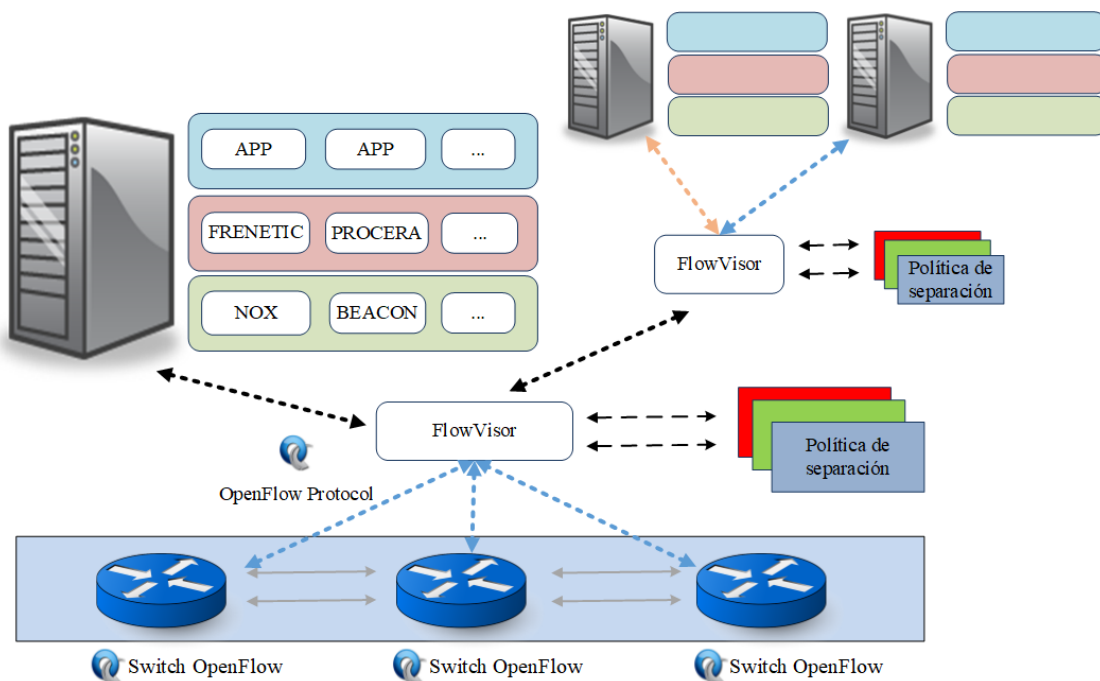 APP
APP
...
FRENETIC
PROCERA
...
NOX
BEACON
...
FlowVisor
Política de
separación
FlowVisor
Política de
separación
OpenFlow Protocol
Switch OpenFlow
Switch OpenFlow
Switch OpenFlow